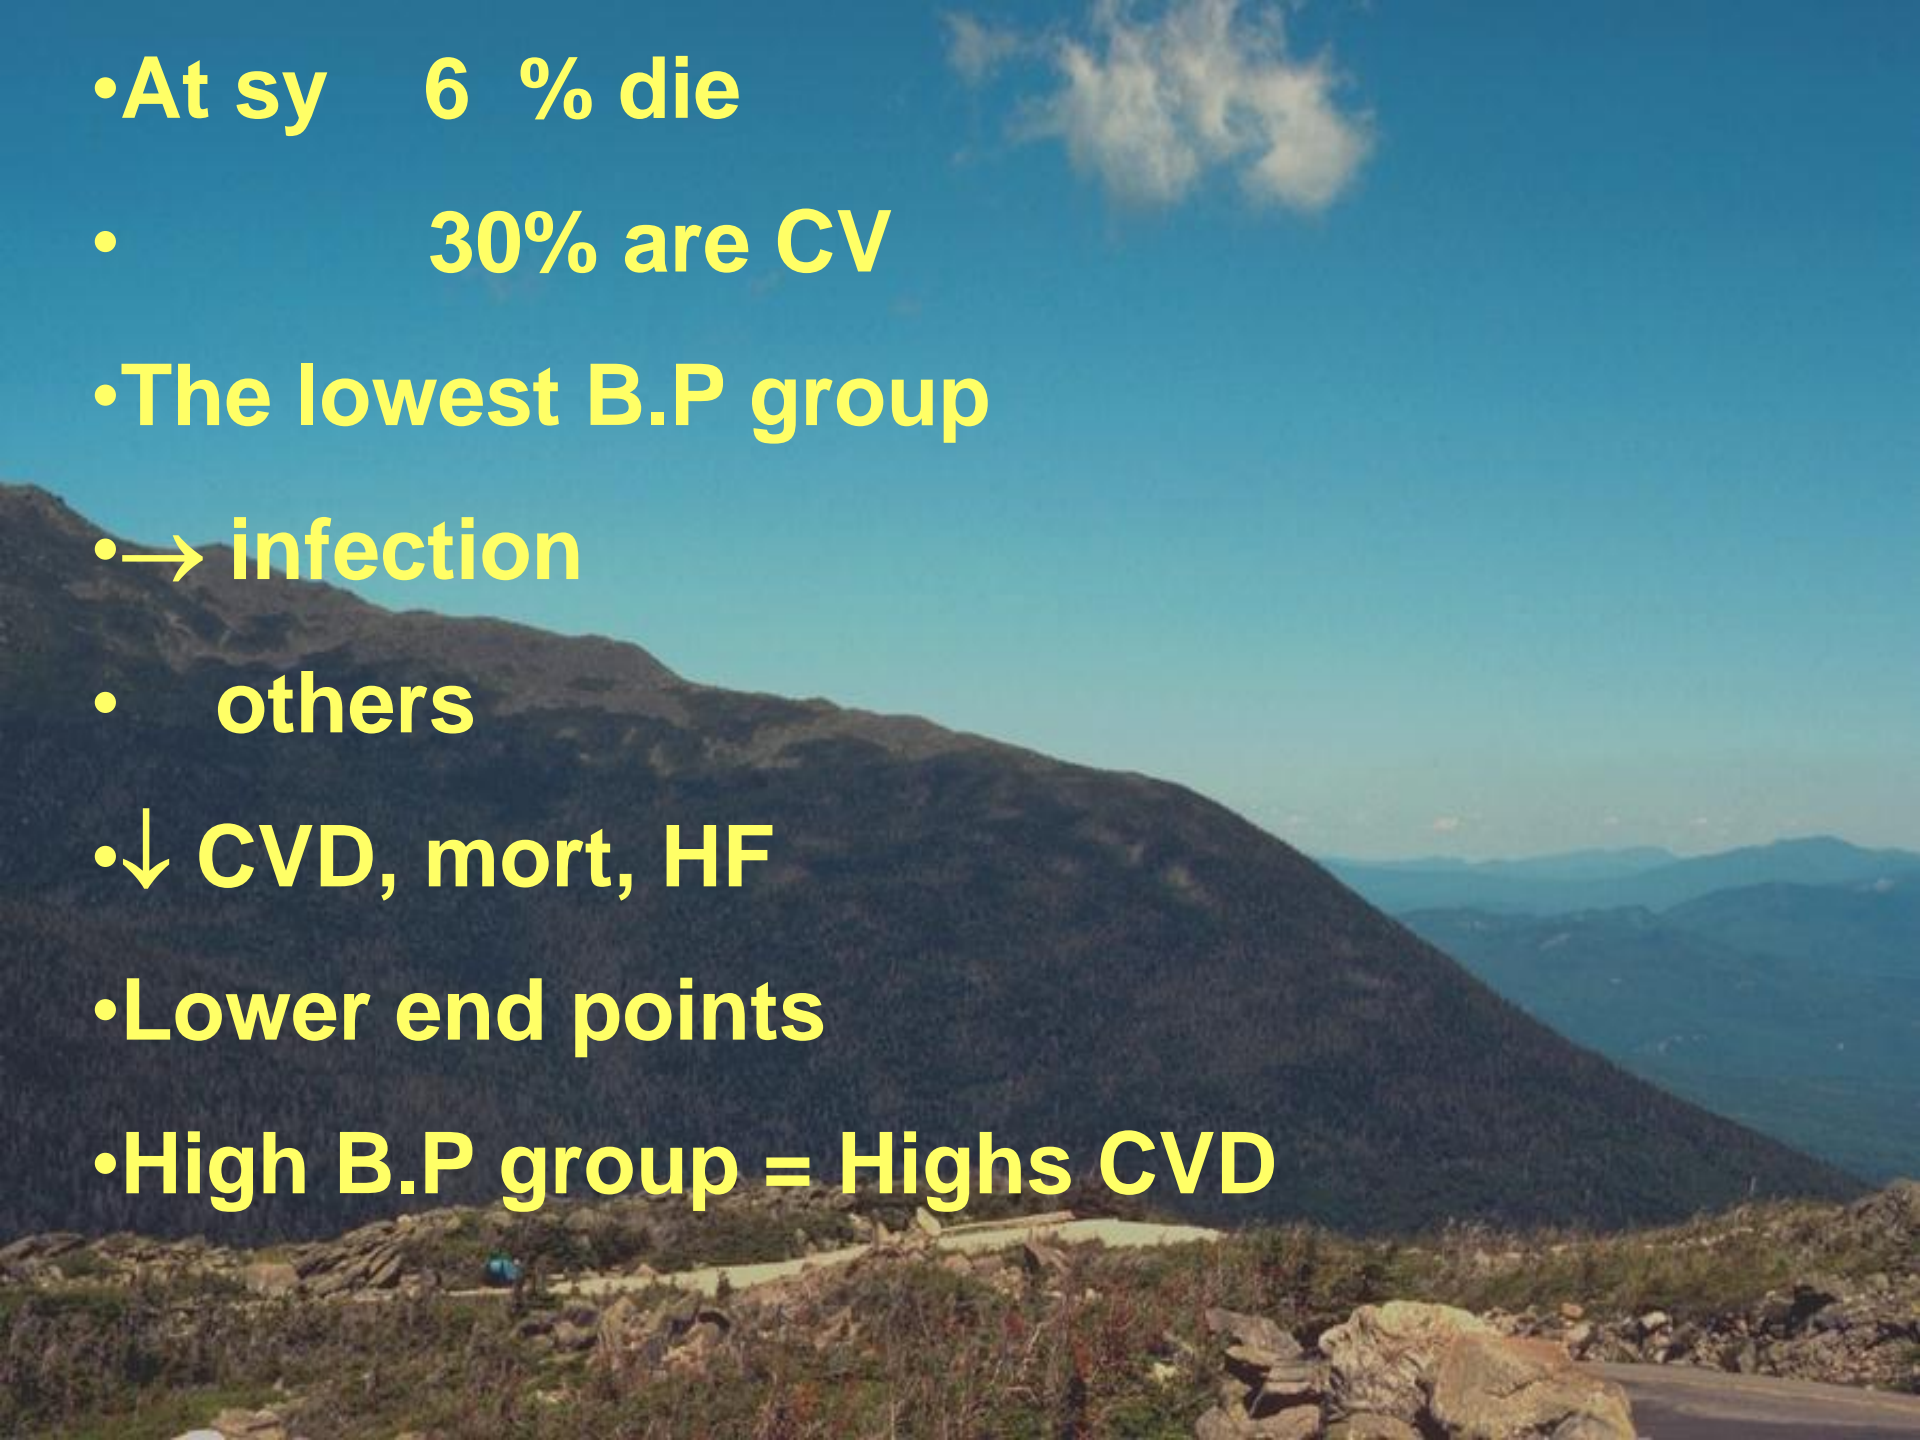 •At sy 6 % die
• 30% are CV
•The lowest B.P group
•→ infection
• others
•↓ CVD, mort, HF
•Lower end points
•High B.P group = Highs CVD